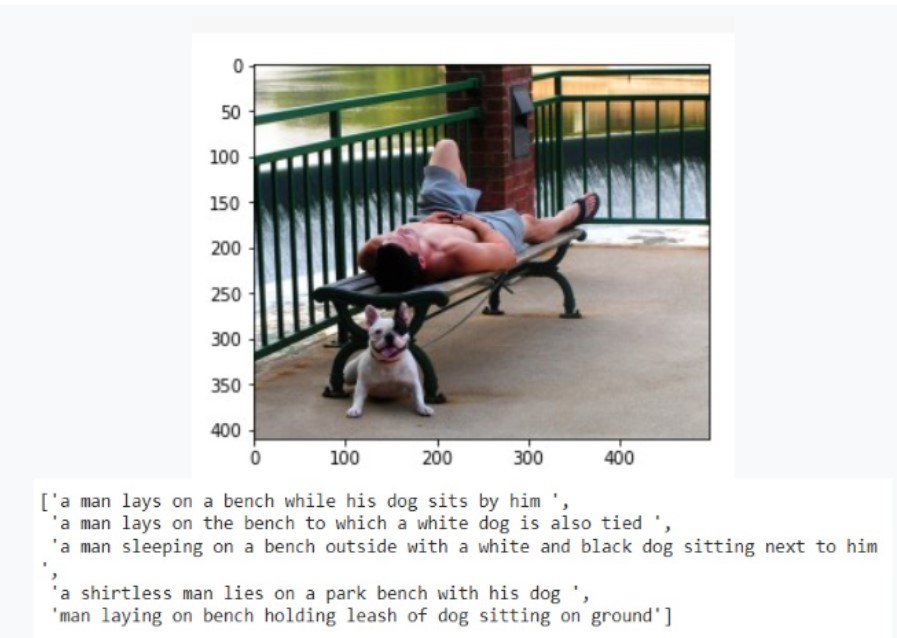 0
50
100
150
200
250
300
350
400
0 100 200 300 400
['a man lays on a bench while his dog sits by him ',
'a man lays on the bench to which a white dog is also tied ',
'a man sleeping on a bench outside with a white and black dog sitting next to him
',
'a shirtless man lies on a park bench with his dog ',
'man laying on bench holding leash of dog sitting on ground']